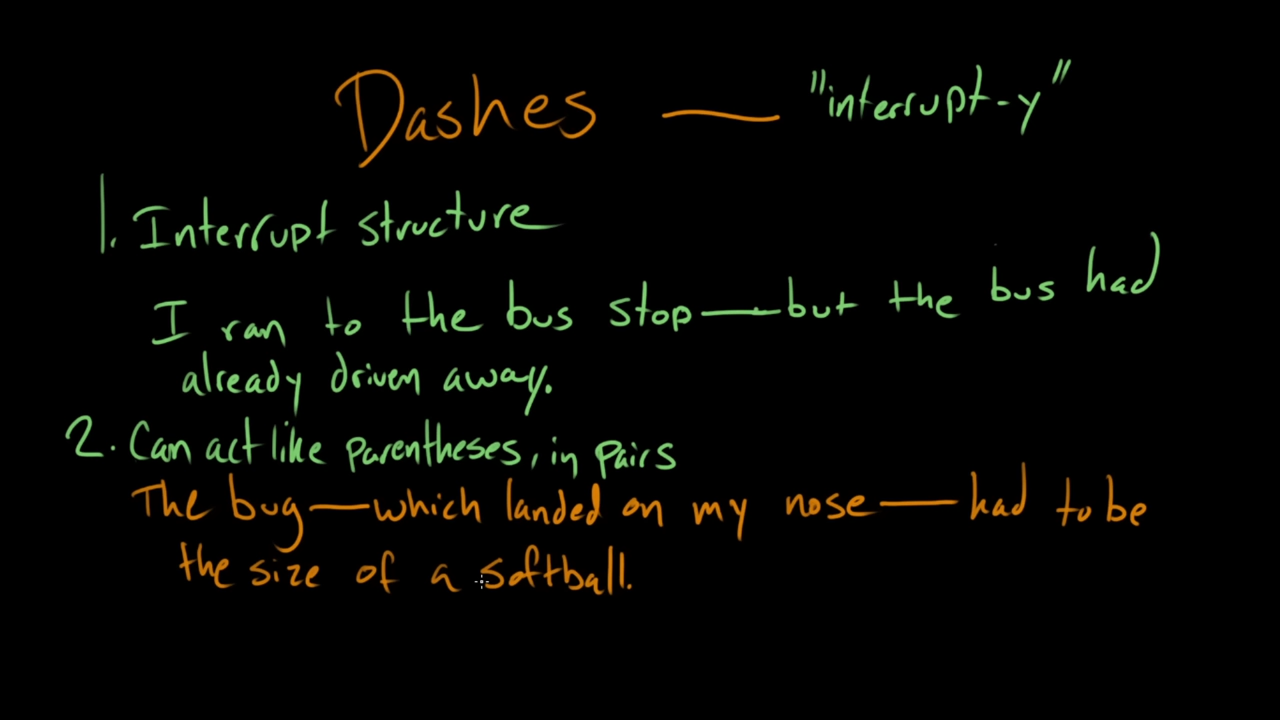 Dashes — "interrupt-y"
1. Interrupt structure
I ran to the bus stop—but the bus had
already driven away.
2. Can act like parentheses, in pairs
The bug—which landed on my nose—had to be
the size of a softball.